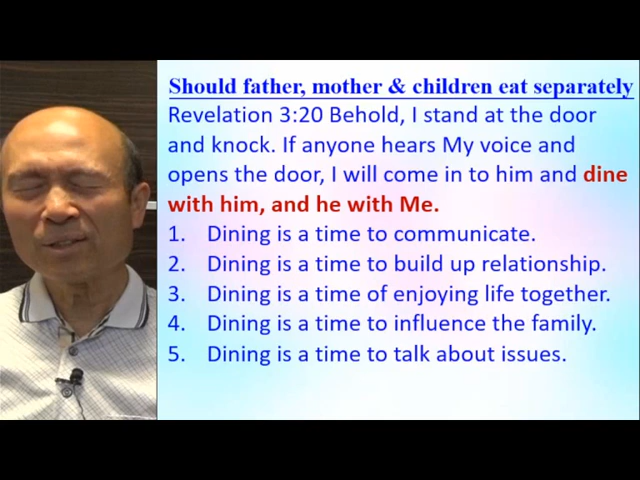 Should father, mother & children eat separately
Revelation 3:20 Behold, I stand at the door
and knock. If anyone hears My voice and
opens the door, I will come in to him and dine
with him, and he with Me.
1. Dining is a time to communicate.
2. Dining is a time to build up relationship.
3. Dining is a time of enjoying life together.
4. Dining is a time to influence the family.
5. Dining is a time to talk about issues.